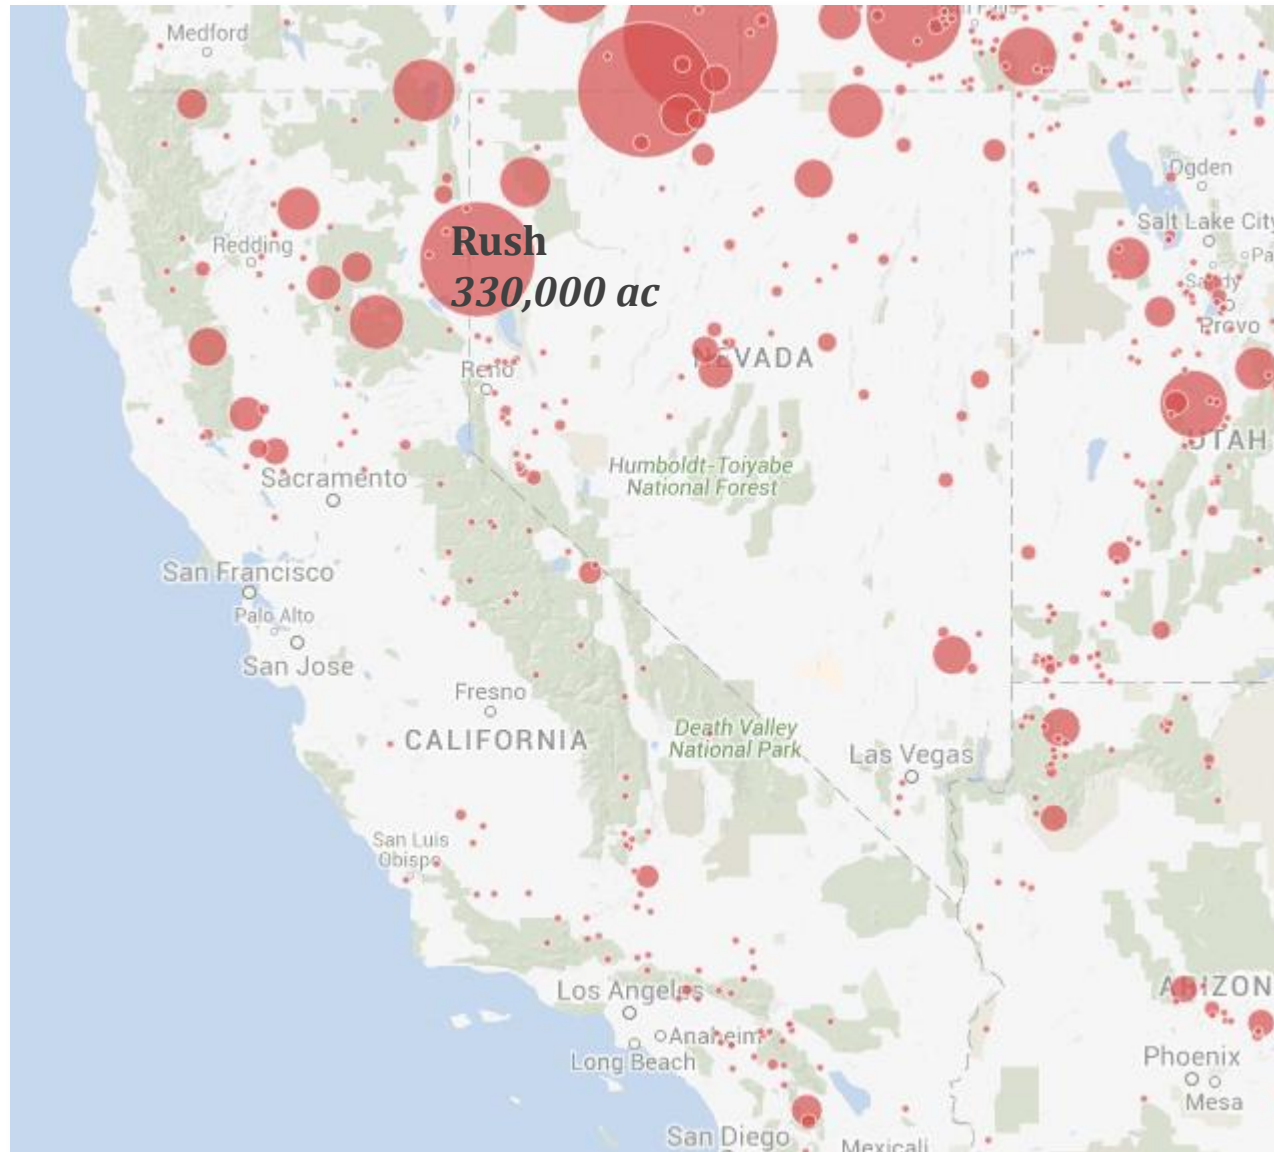 Medford
Ogden
Salt Lake City
Redding
Rush
330,000 ac
Sandy
Provo
NEVADA
Reno
UTAH
Humboldt-Toiyabe
National Forest
Sacramento
San Francisco
Palo Alto
San Jose
Fresno
CALIFORNIA
Death Valley
National Park
Las Vegas
San Luis
Obispo
Los Angeles
ARIZON
Anaheim
Long Beach
Phoenix
Mesa
San Diego
Mexicali